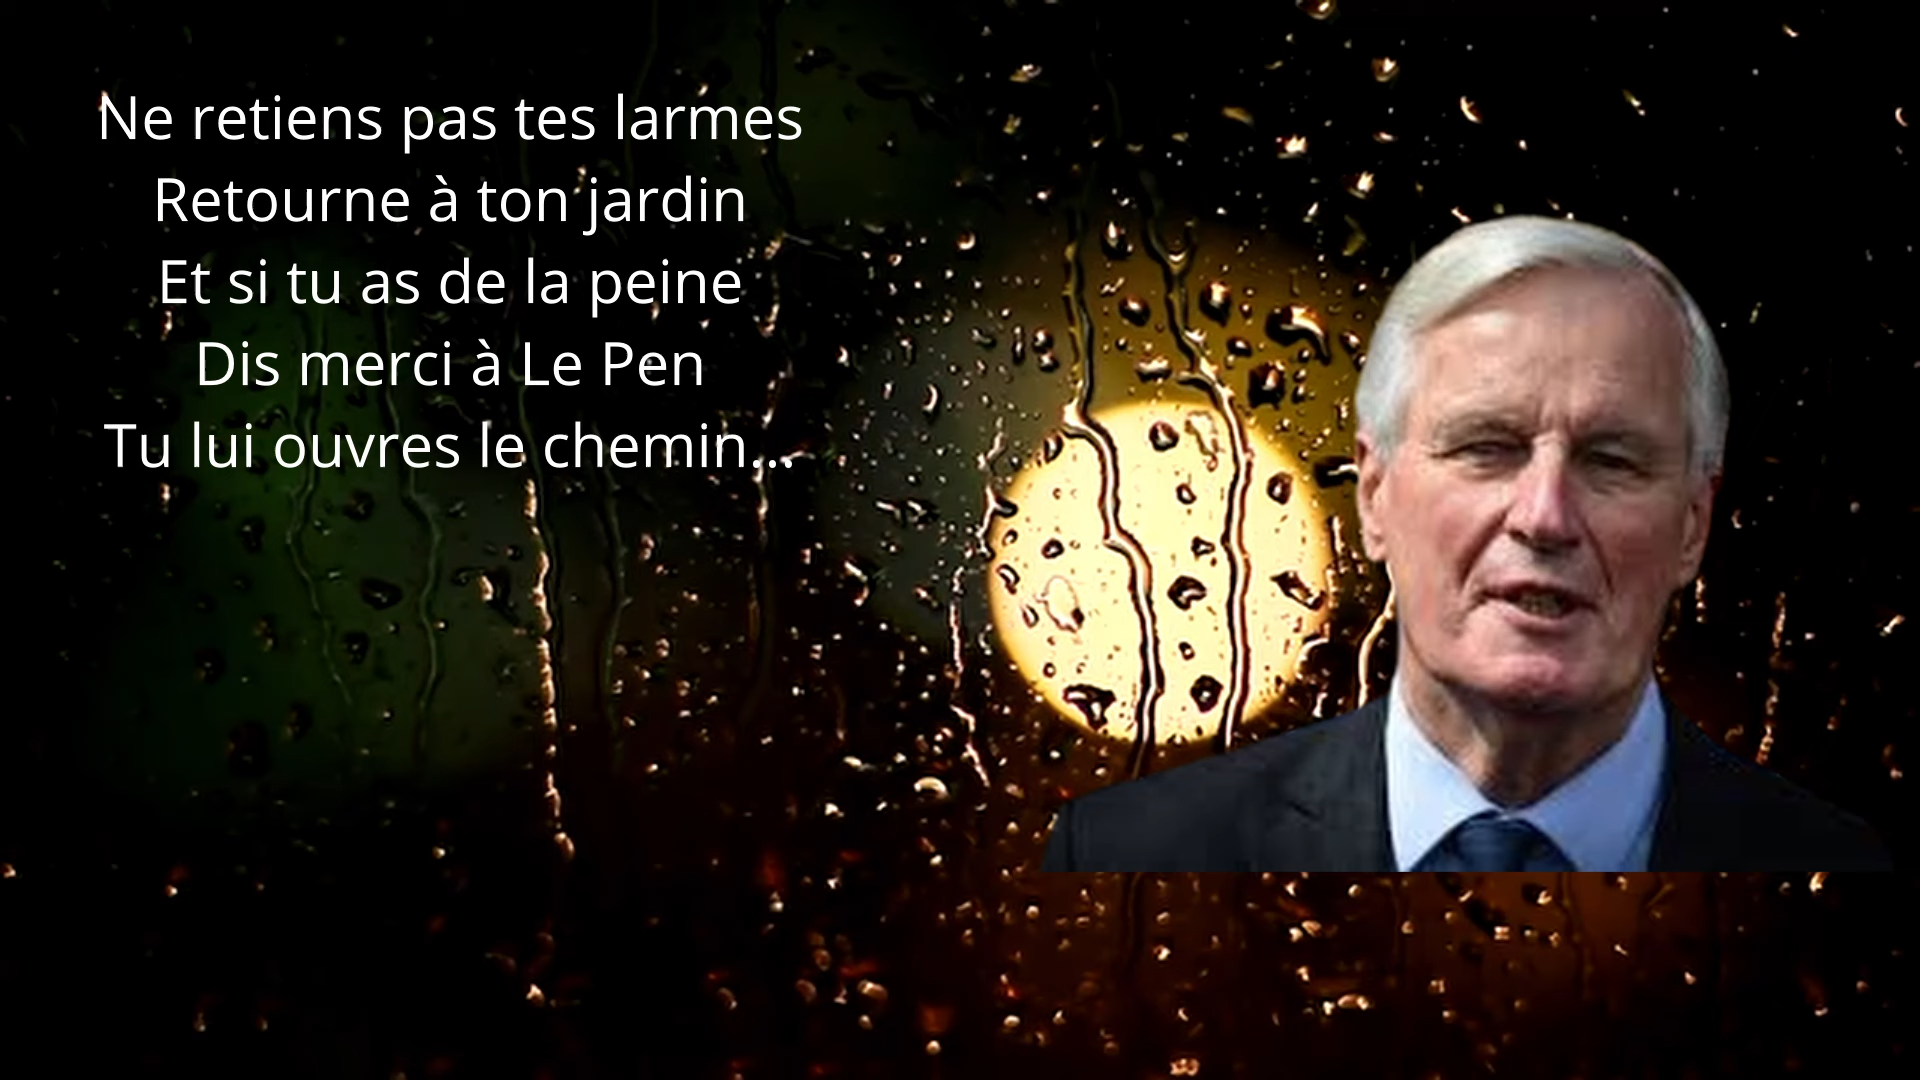 Ne retiens pas tes larmes
Retourne à ton jardin
Et si tu as de la peine
Dis merci à Le Pen
Tu lui ouvres le chemin...